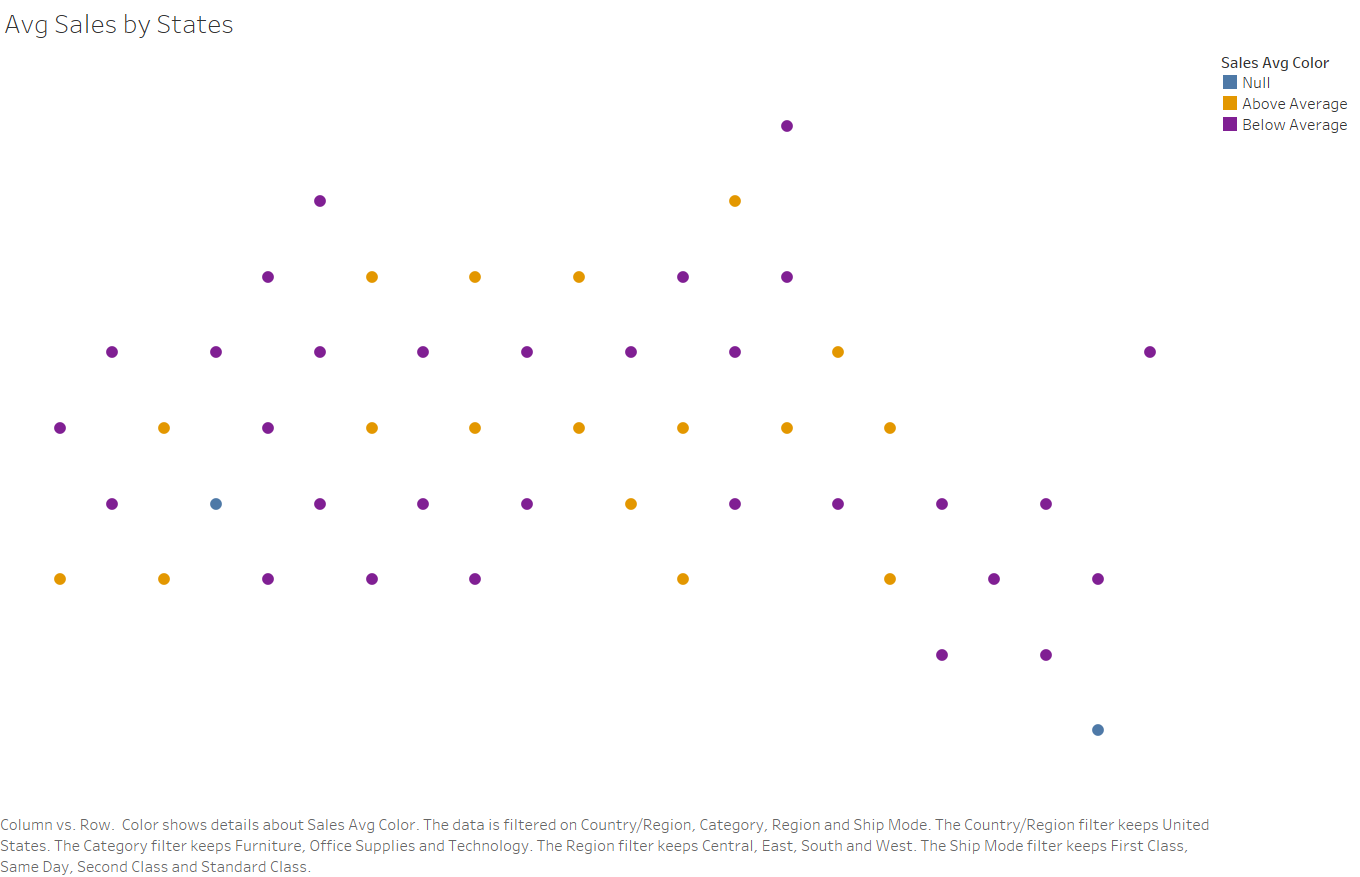 Avg Sales by States
Sales Avg Color
Null
Above Average
Below Average
Column vs. Row.  Color shows details about Sales Avg Color. The data is filtered on Country/Region, Category, Region and Ship Mode. The Country/Region filter keeps United
States. The Category filter keeps Furniture, Office Supplies and Technology. The Region filter keeps Central, East, South and West. The Ship Mode filter keeps First Class,
Same Day, Second Class and Standard Class.